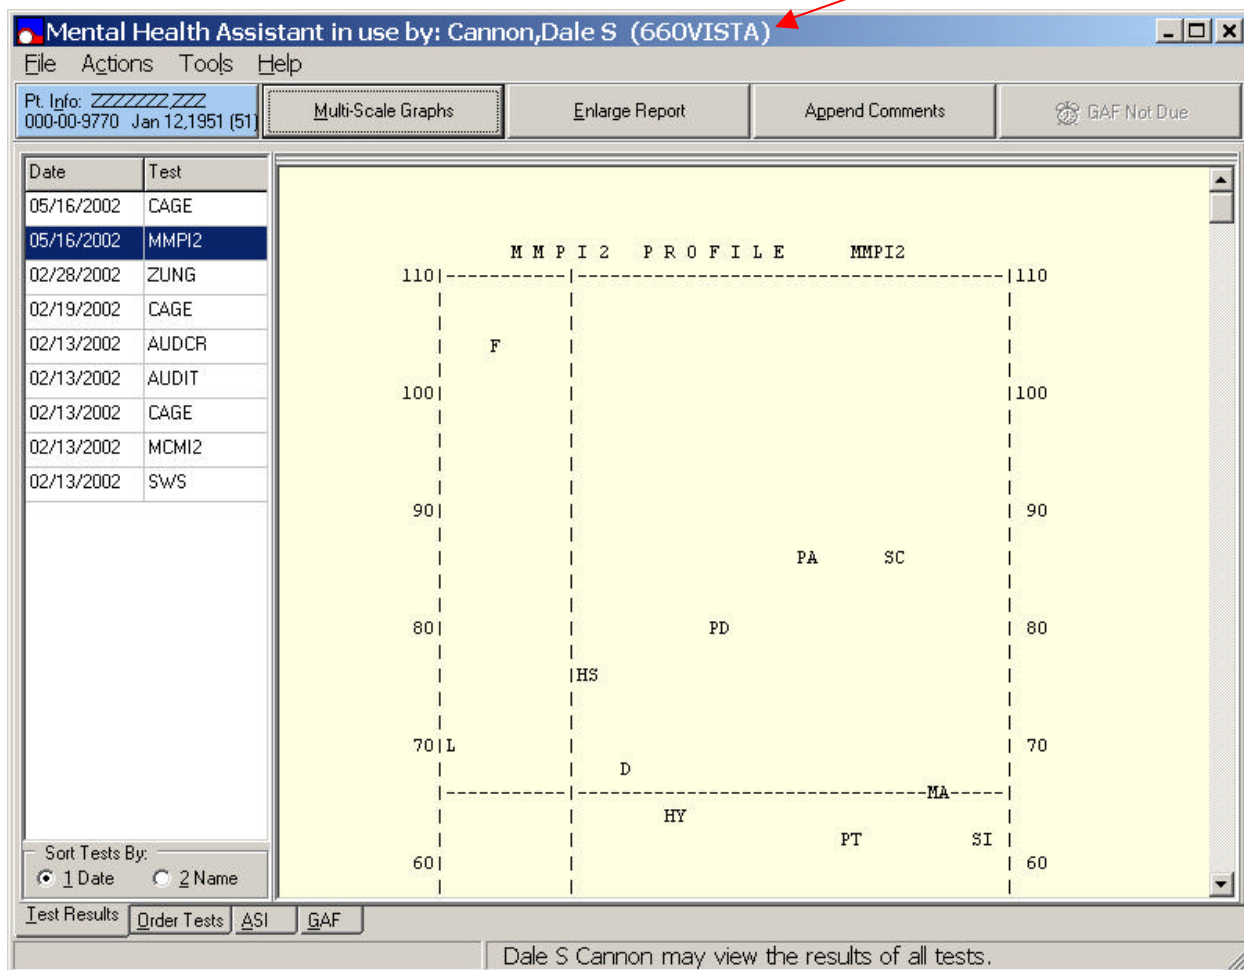 Mental Health Assistant in use by: Cannon,Dale S (660VISTA)
File Actions Tools Help
Pt. Info: ZZZZZZZ,ZZZ
000-00-9770 Jan 12,1951 (51)
Multi-Scale Graphs
Enlarge Report
Append Comments
GAF Not Due
Date Test
05/16/2002 CAGE
05/16/2002 MMPI2
02/28/2002 ZUNG
02/19/2002 CAGE
02/13/2002 AUDCR
02/13/2002 AUDIT
02/13/2002 CAGE
02/13/2002 MCMI2
02/13/2002 SWS
Sort Tests By:
1 Date 2 Name
M M P I 2 P R O F I L E MMPI2
110|-----------|-------------------------------------|110
F
100| |100
90| | 90
PA SC
80| PD | 80
|HS
70|L | 70
D
MA
HY
PT SI
60| | 60
Test Results Order Tests ASI GAF
Dale S Cannon may view the results of all tests.